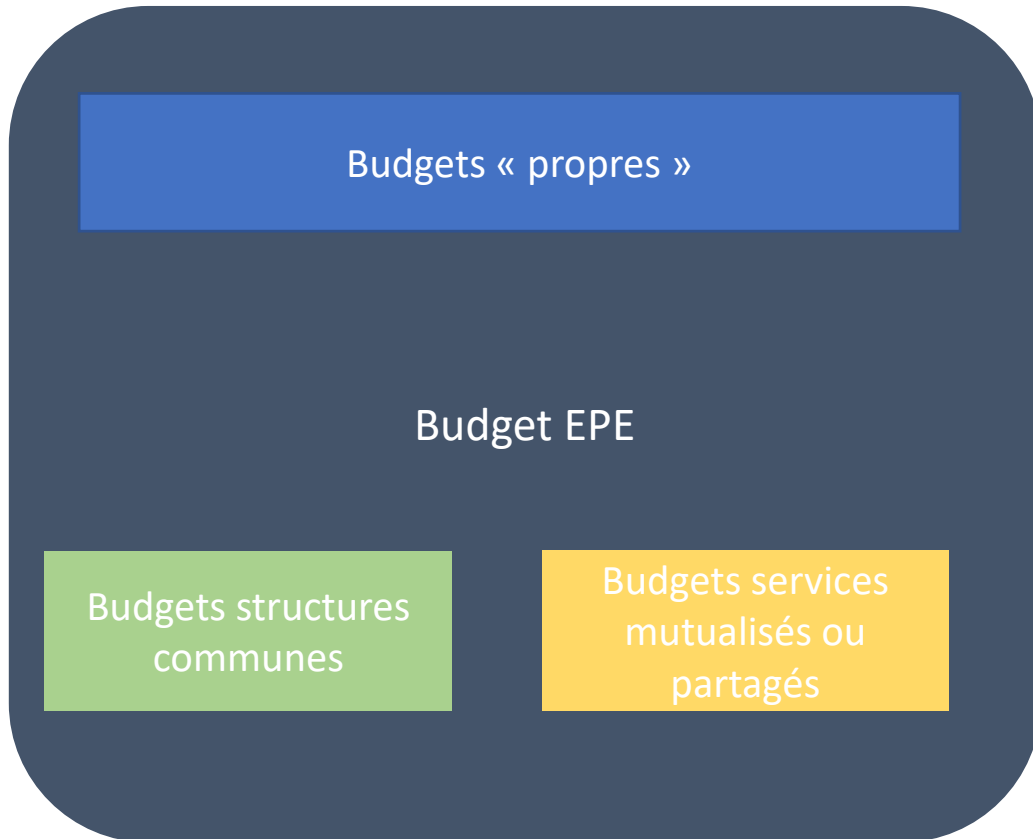 Budgets « propres »
Budget EPE
Budgets structures
communes
Budgets services
mutualisés ou
partagés